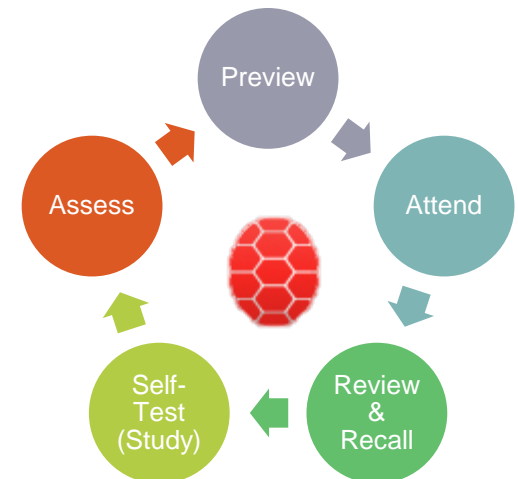 Preview
Attend
Review
&
Recall
Self-
Test
(Study)
Assess